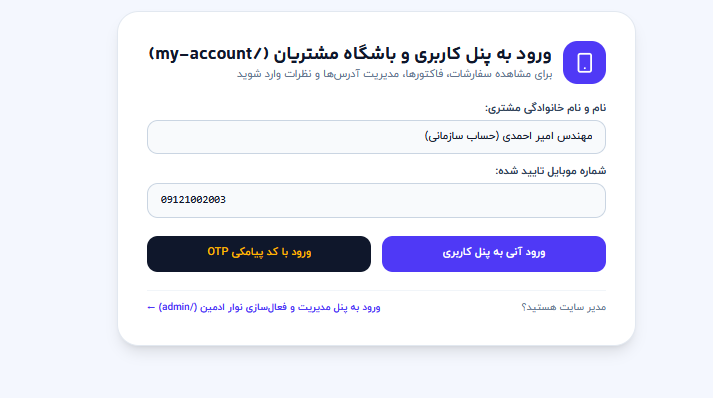 ورود به پنل کاربری و باشگاه مشتریان (/my-account)
برای مشاهده سفارشات، فاکتورها، مدیریت آدرس‌ها و نظرات وارد شوید
نام و نام خانوادگی مشتری:
مهندس امیر احمدی (حساب سازمانی)
شماره موبایل تایید شده:
09121002003
ورود آنی به پنل کاربری
ورود با کد پیامکی OTP
مدیر سایت هستید؟
ورود به پنل مدیریت و فعال‌سازی نوار ادمین (/admin) ←